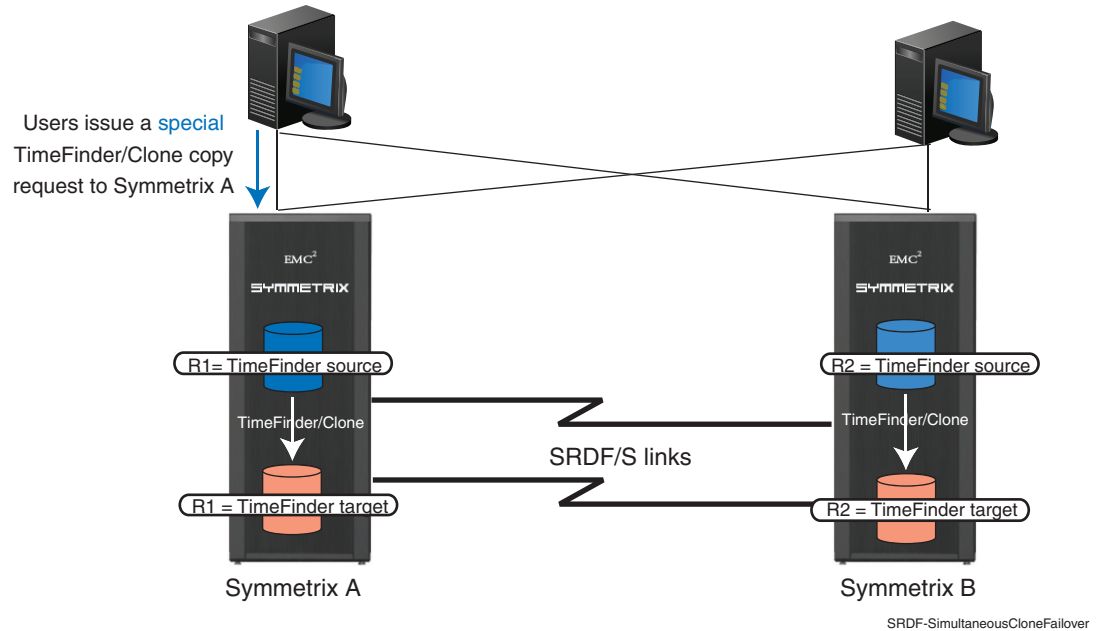 Users issue a special
TimeFinder/Clone copy
request to Symmetrix A
EMC²
SYMMETRIX
R1= TimeFinder source
TimeFinder/Clone
R1 = TimeFinder target
Symmetrix A
SRDF/S links
EMC²
SYMMETRIX
R2 = TimeFinder source
TimeFinder/Clone
R2 = TimeFinder target
Symmetrix B
SRDF-SimultaneousCloneFailover